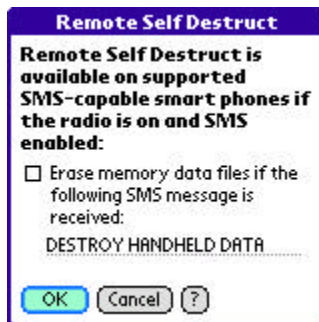 Remote Self Destruct
Remote Self Destruct is
available on supported
SMS-capable smart phones if
the radio is on and SMS
enabled:
Erase memory data files if the
following SMS message is
received:
DESTROY HANDHELD DATA
OK Cancel ?